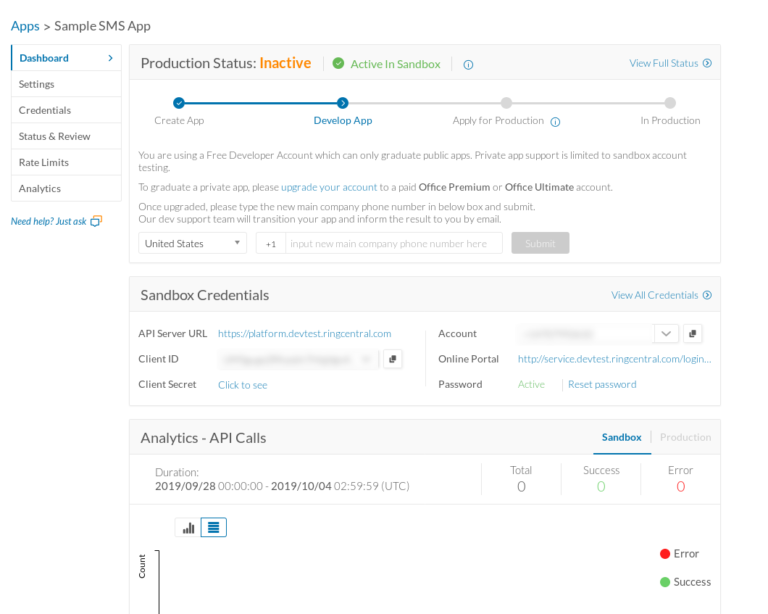 Apps > Sample SMS App
Dashboard
Settings
Credentials
Status & Review
Rate Limits
Analytics
Need help? Just ask
Production Status: Inactive
Active In Sandbox
View Full Status
Create App
Develop App
Apply for Production
In Production
You are using a Free Developer Account which can only graduate public apps. Private app support is limited to sandbox account
testing.
To graduate a private app, please upgrade your account to a paid Office Premium or Office Ultimate account.
Once upgraded, please type the new main company phone number in below box and submit.
Our dev support team will transition your app and inform the result to you by email.
United States
+1
input new main company phone number here
Submit
Sandbox Credentials
View All Credentials
API Server URL https://platform.devtest.ringcentral.com
Client ID
Client Secret Click to see
Account
Online Portal http://service.devtest.ringcentral.com/login...
Password Active | Reset password
Analytics - API Calls
Sandbox
Production
Duration:
2019/09/28 00:00:00 - 2019/10/04 02:59:59 (UTC)
Total
0
Success
0
Error
0
Count
Error
Success